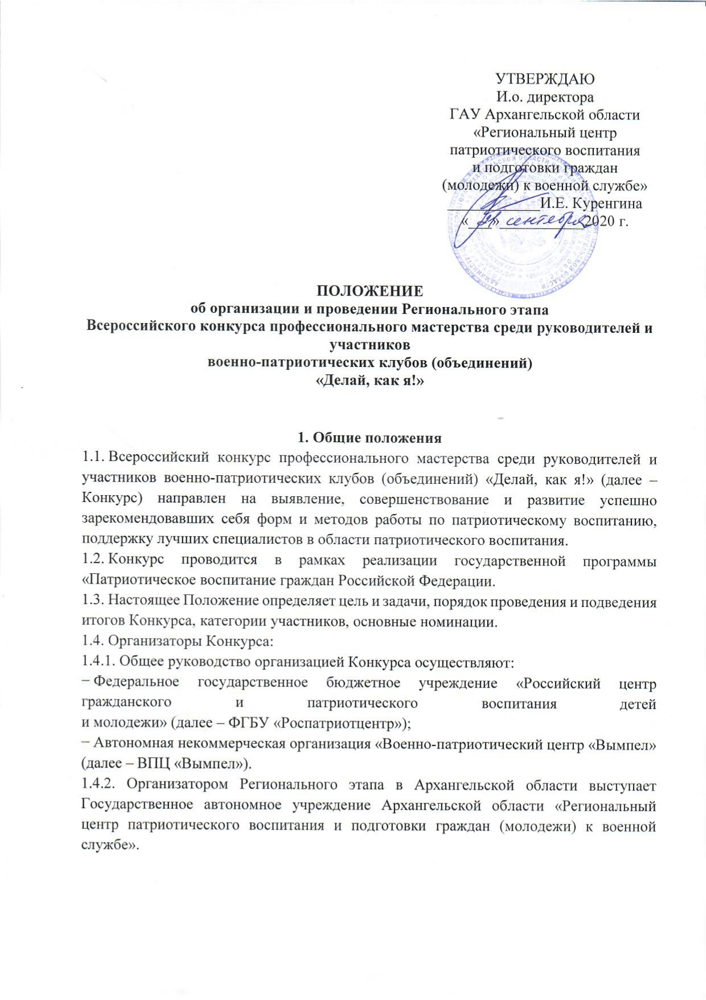 УТВЕРЖДАЮ
И.о. директора
ГАУ Архангельской области
«Региональный центр
патриотического воспитания
и подготовки граждан
(молодежи) к военной службе»
____________И.Е. Куренгина
«___» сентября 2020 г.
ПОЛОЖЕНИЕ
об организации и проведении Регионального этапа
Всероссийского конкурса профессионального мастерства среди руководителей и
участников
военно-патриотических клубов (объединений)
«Делай, как я!»
1. Общие положения
1.1. Всероссийский конкурс профессионального мастерства среди руководителей и
участников военно-патриотических клубов (объединений) «Делай, как я!» (далее –
Конкурс) направлен на выявление, совершенствование и развитие успешно
зарекомендовавших себя форм и методов работы по патриотическому воспитанию,
поддержку лучших специалистов в области патриотического воспитания.
1.2. Конкурс проводится в рамках реализации государственной программы
«Патриотическое воспитание граждан Российской Федерации.
1.3. Настоящее Положение определяет цель и задачи, порядок проведения и подведения
итогов Конкурса, категории участников, основные номинации.
1.4. Организаторы Конкурса:
1.4.1. Общее руководство организацией Конкурса осуществляют:
− Федеральное государственное бюджетное учреждение «Российский центр
гражданского и патриотического воспитания детей
и молодежи» (далее – ФГБУ «Роспатриотцентр»);
− Автономная некоммерческая организация «Военно-патриотический центр «Вымпел»
(далее – ВПЦ «Вымпел»).
1.4.2. Организатором Регионального этапа в Архангельской области выступает
Государственное автономное учреждение Архангельской области «Региональный
центр патриотического воспитания и подготовки граждан (молодежи) к военной
службе».